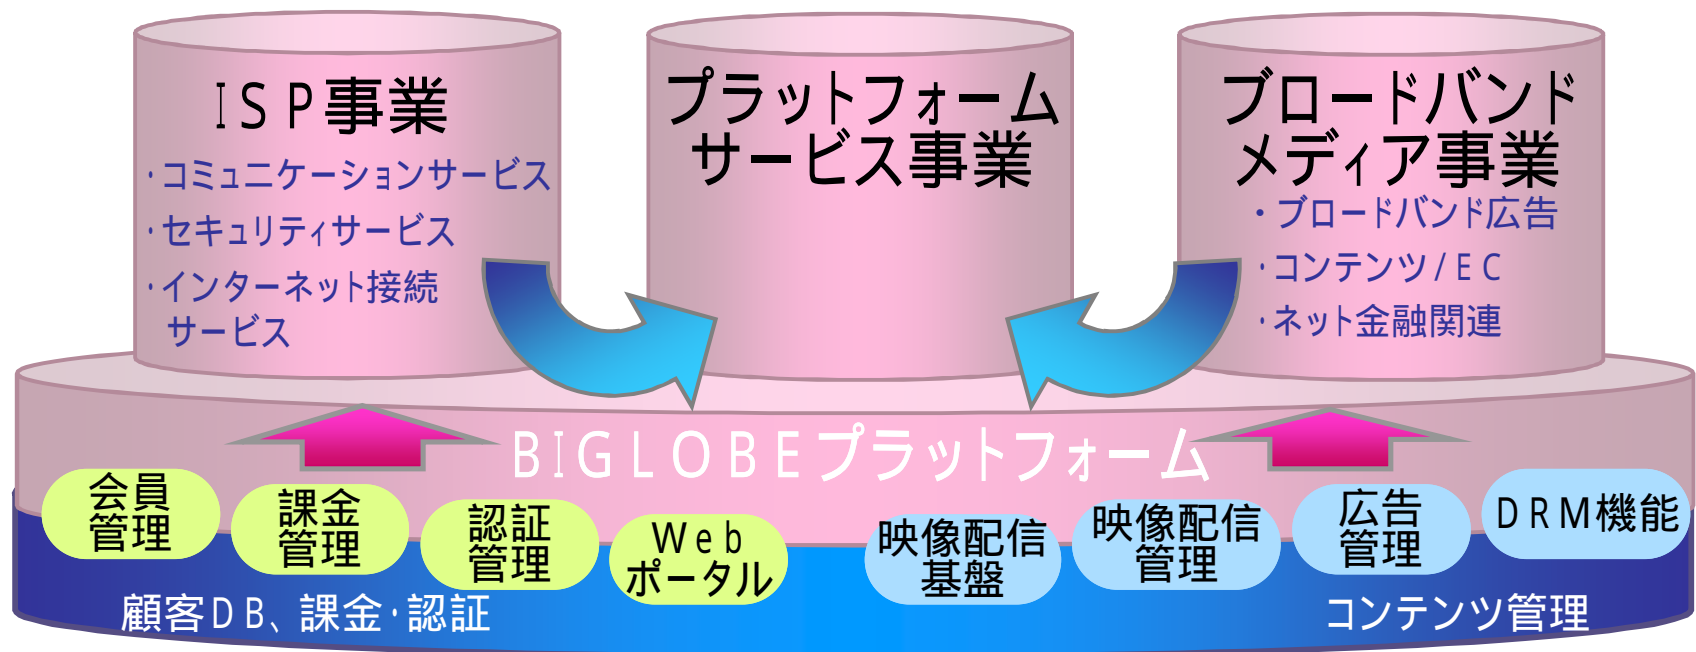 ISP事業
・コミュニケーションサービス
・セキュリティサービス
・インターネット接続
サービス
プラットフォーム
サービス事業
ブロードバンド
メディア事業
・ブロードバンド広告
・コンテンツ/EC
・ネット金融関連
BIGLOBEプラットフォーム
会員
管理
課金
管理
認証
管理
Web
ポータル
映像配信
基盤
映像配信
管理
広告
管理
DRM機能
顧客DB、課金・認証
コンテンツ管理